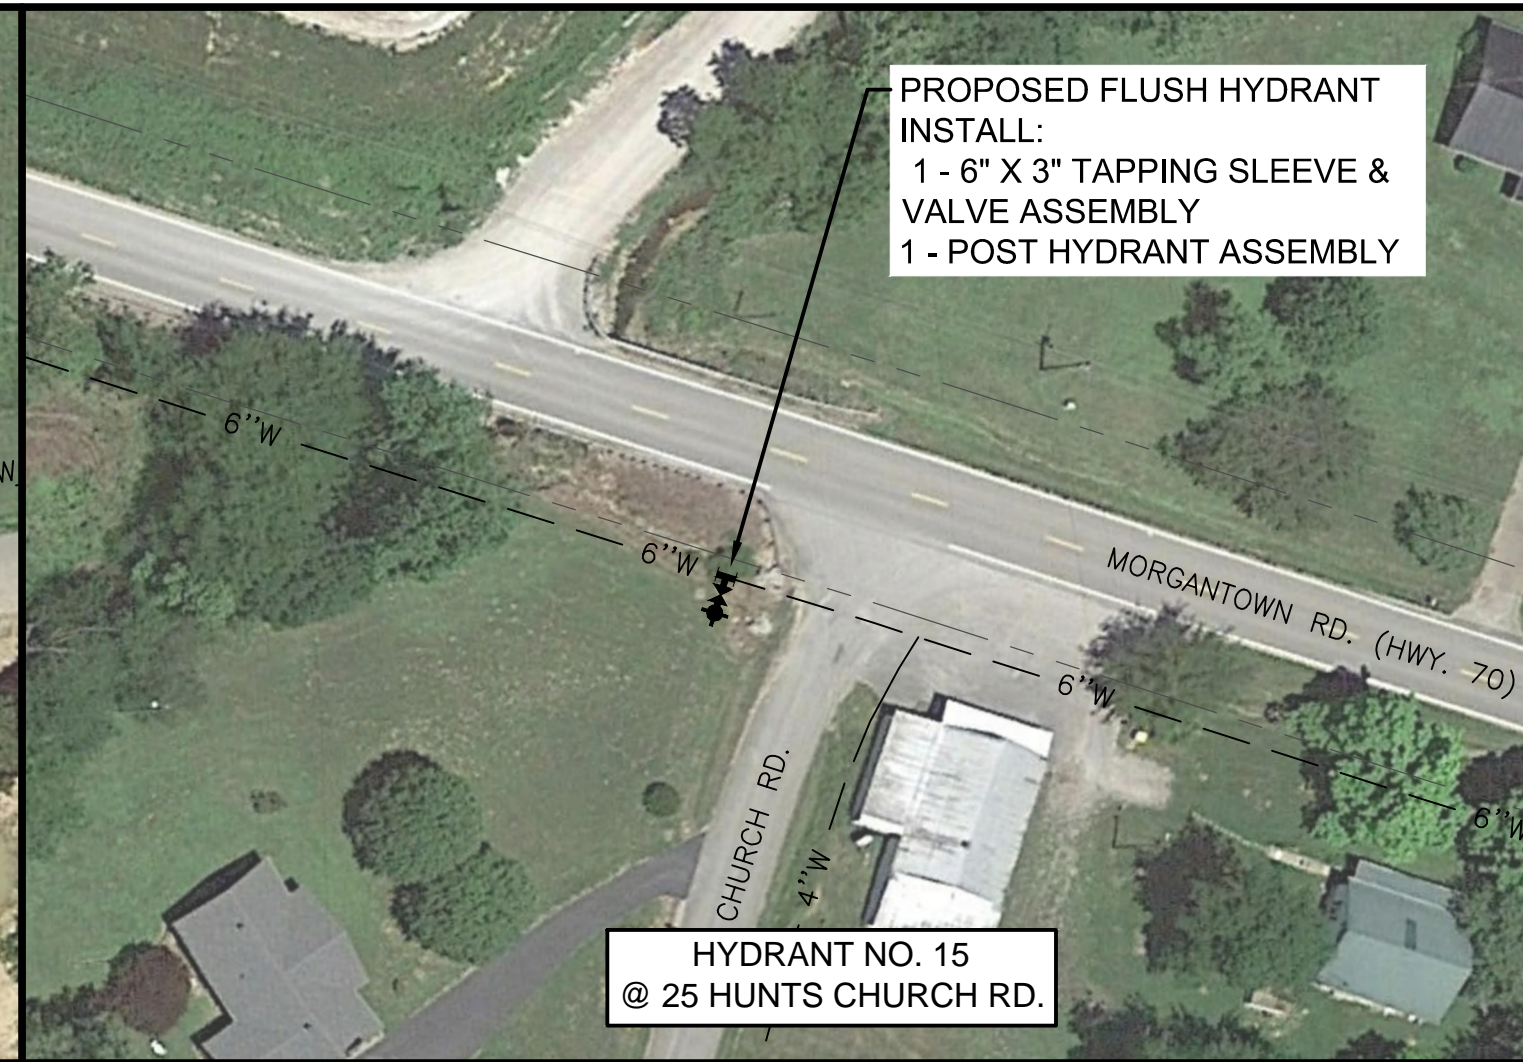 PROPOSED FLUSH HYDRANT
INSTALL:
1 - 6" X 3" TAPPING SLEEVE &
VALVE ASSEMBLY
1 - POST HYDRANT ASSEMBLY
6''W
6''W
MORGANTOWN RD. (HWY. 70)
6''W
6''W
CHURCH RD.
4''W
HYDRANT NO. 15
@ 25 HUNTS CHURCH RD.